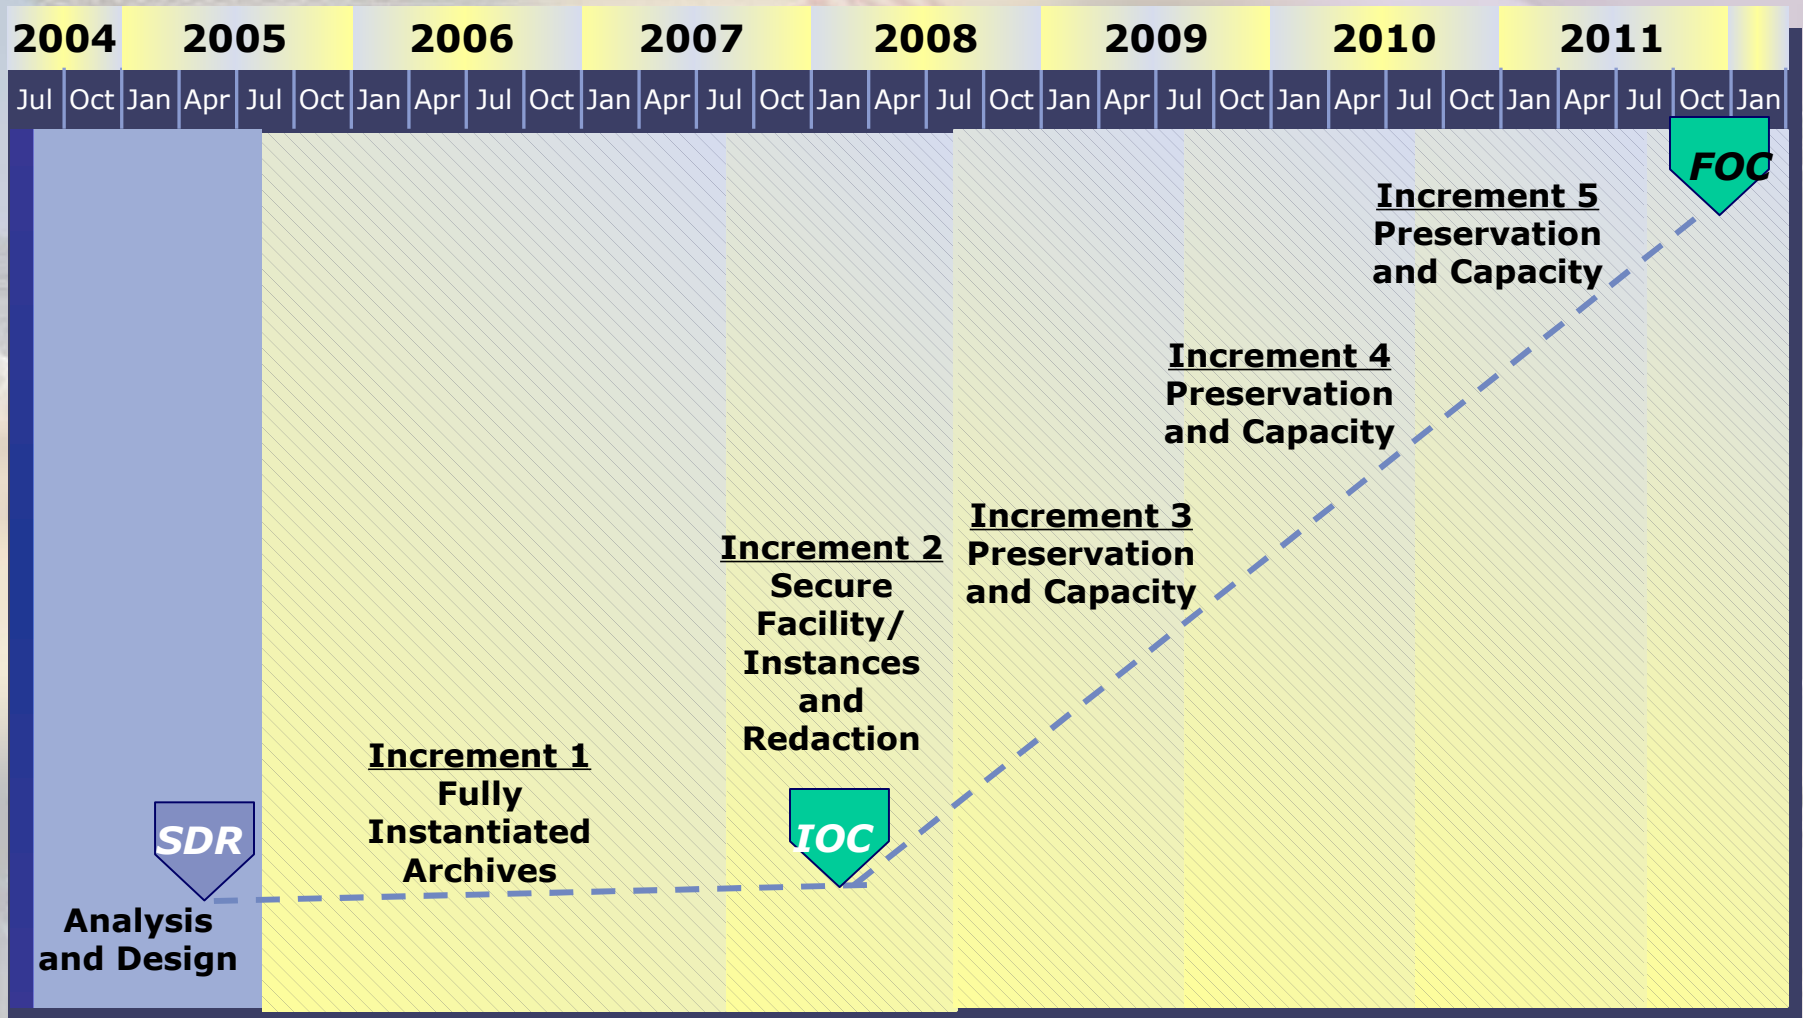 2004 2005 2006 2007 2008 2009 2010 2011
Jul Oct Jan Apr Jul Oct Jan Apr Jul Oct Jan Apr Jul Oct Jan Apr Jul Oct Jan Apr Jul Oct Jan Apr Jul Oct Jan Apr Jul Oct Jan
FOC
Increment 5
Preservation
and Capacity
Increment 4
Preservation
and Capacity
Increment 3
Preservation
and Capacity
Increment 2
Secure
Facility/
Instances
and
Redaction
Increment 1
Fully
Instantiated
Archives
SDR
IOC
Analysis
and Design